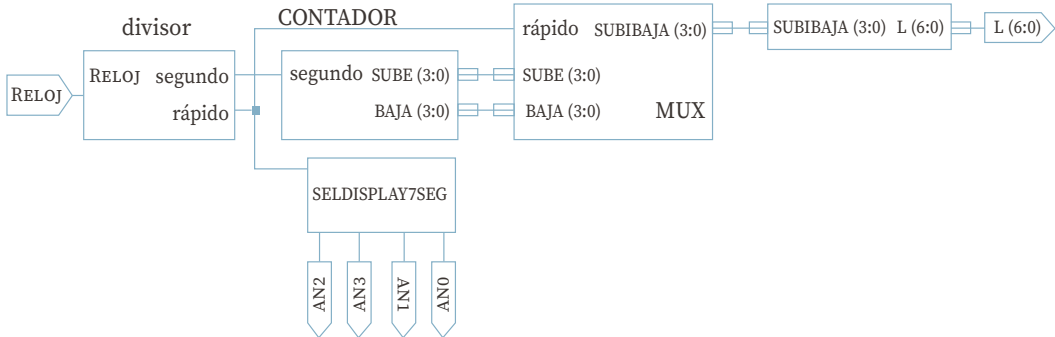 divisor
CONTADOR
RELOJ
RELOJ segundo
rápido
segundo SUBE (3:0)
BAJA (3:0)
rápido SUBIBAJA (3:0)
SUBE (3:0)
BAJA (3:0)
MUX
SUBIBAJA (3:0) L (6:0)
L (6:0)
SELDISPLAY7SEG
AN2
AN3
AN1
AN0